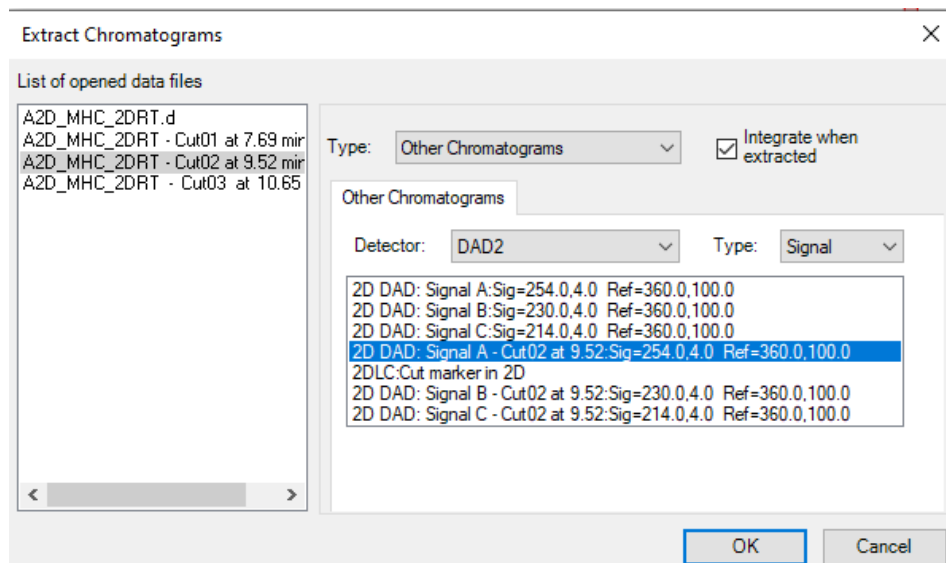 Extract Chromatograms
List of opened data files
A2D_MHC_2DRT.d
A2D_MHC_2DRT - Cut01 at 7.69 mir
A2D_MHC_2DRT - Cut02 at 9.52 mir
A2D_MHC_2DRT - Cut03 at 10.65
Type: Other Chromatograms
Integrate when
extracted
Other Chromatograms
Detector: DAD2 Type: Signal
2D DAD: Signal A:Sig=254.0,4.0 Ref=360.0,100.0
2D DAD: Signal B:Sig=230.0,4.0 Ref=360.0,100.0
2D DAD: Signal C:Sig=214.0,4.0 Ref=360.0,100.0
2D DAD: Signal A - Cut02 at 9.52:Sig=254.0,4.0 Ref=360.0,100.0
2DLC:Cut marker in 2D
2D DAD: Signal B - Cut02 at 9.52:Sig=230.0,4.0 Ref=360.0,100.0
2D DAD: Signal C - Cut02 at 9.52:Sig=214.0,4.0 Ref=360.0,100.0
OK Cancel